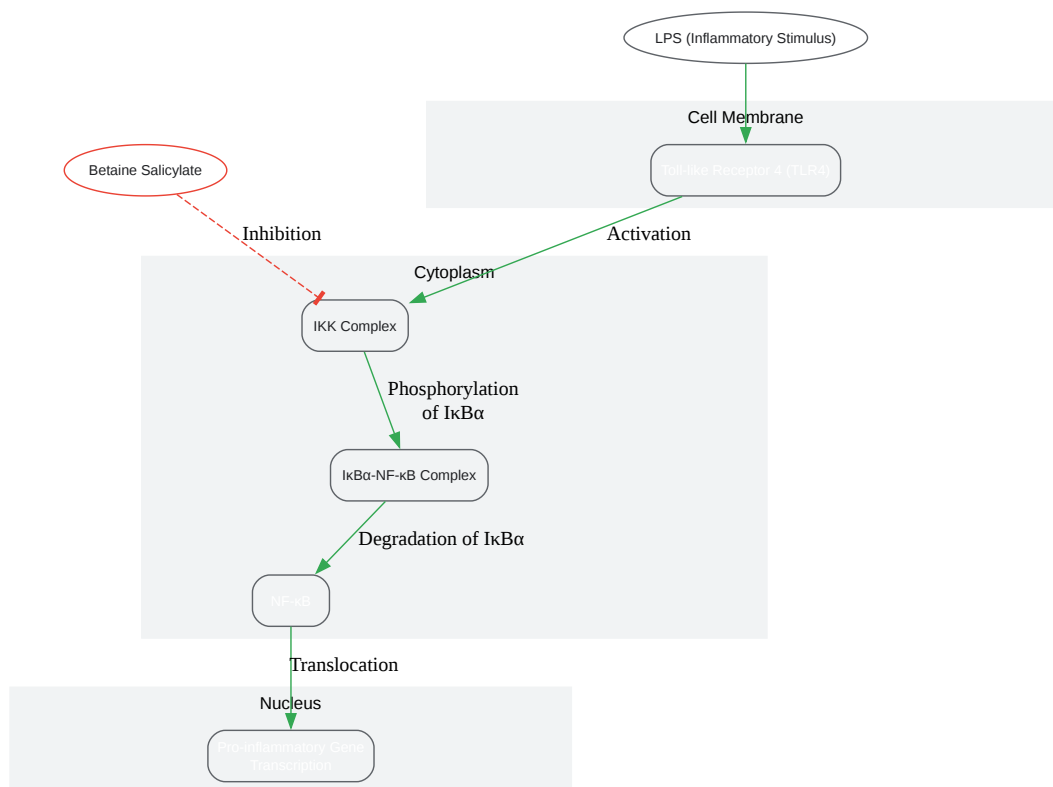 LPS (Inflammatory Stimulus)
Cell Membrane
Toll-like Receptor 4 (TLR4)
Betaine Salicylate
Inhibition
Activation
Cytoplasm
IKK Complex
Phosphorylation
of IκBα
IκBα-NF-κB Complex
Degradation of IκBα
NF-κB
Translocation
Nucleus
Pro-inflammatory Gene
Transcription